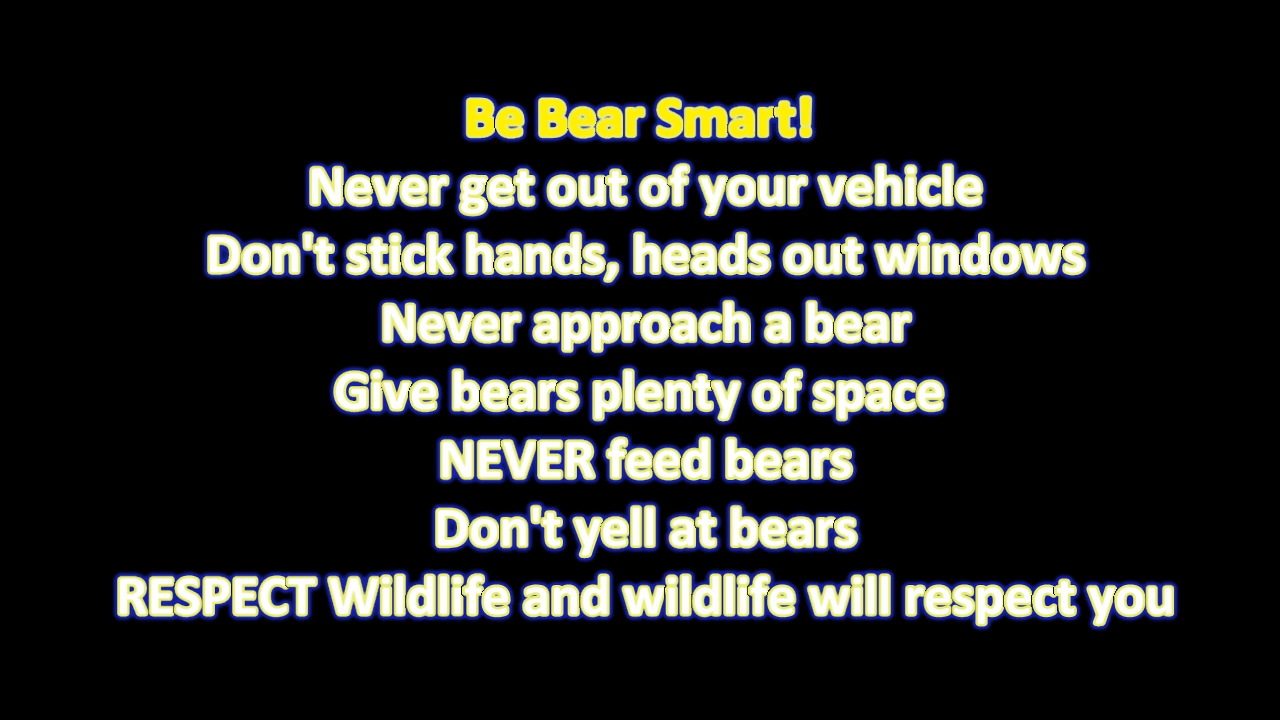 Be Bear Smart!
Never get out of your vehicle
Don't stick hands, heads out windows
Never approach a bear
Give bears plenty of space
NEVER feed bears
Don't yell at bears
RESPECT Wildlife and wildlife will respect you